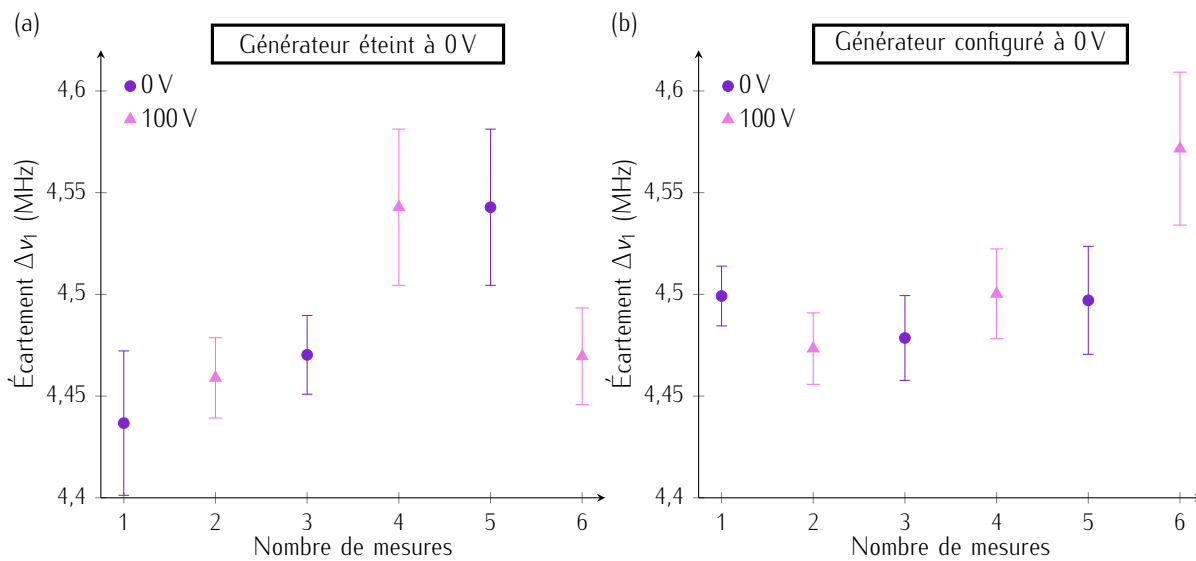 (a)
Générateur éteint à 0 V
0 V
100 V
4,6
4,55
4,5
4,45
4,4
Écartement Δν1 (MHz)
1 2 3 4 5 6
Nombre de mesures
(b)
Générateur configuré à 0 V
0 V
100 V
4,6
4,55
4,5
4,45
4,4
Écartement Δν1 (MHz)
1 2 3 4 5 6
Nombre de mesures